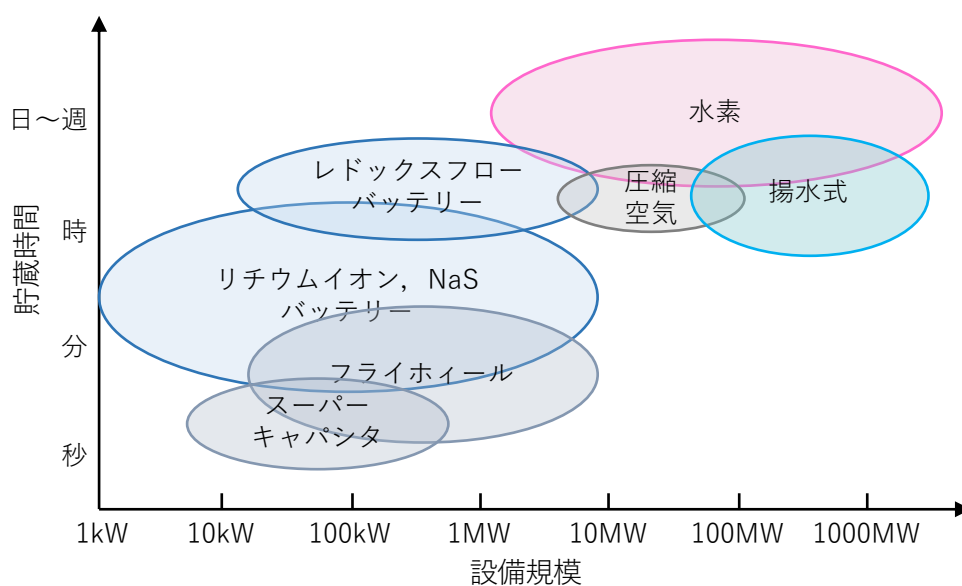 日～週
時
分
秒
貯蔵時間
水素
レドックスフロー
バッテリー
圧縮
空気
揚水式
リチウムイオン，NaS
バッテリー
フライホィール
スーパー
キャパシタ
1kW 10kW 100kW 1MW 10MW 100MW 1000MW
設備規模